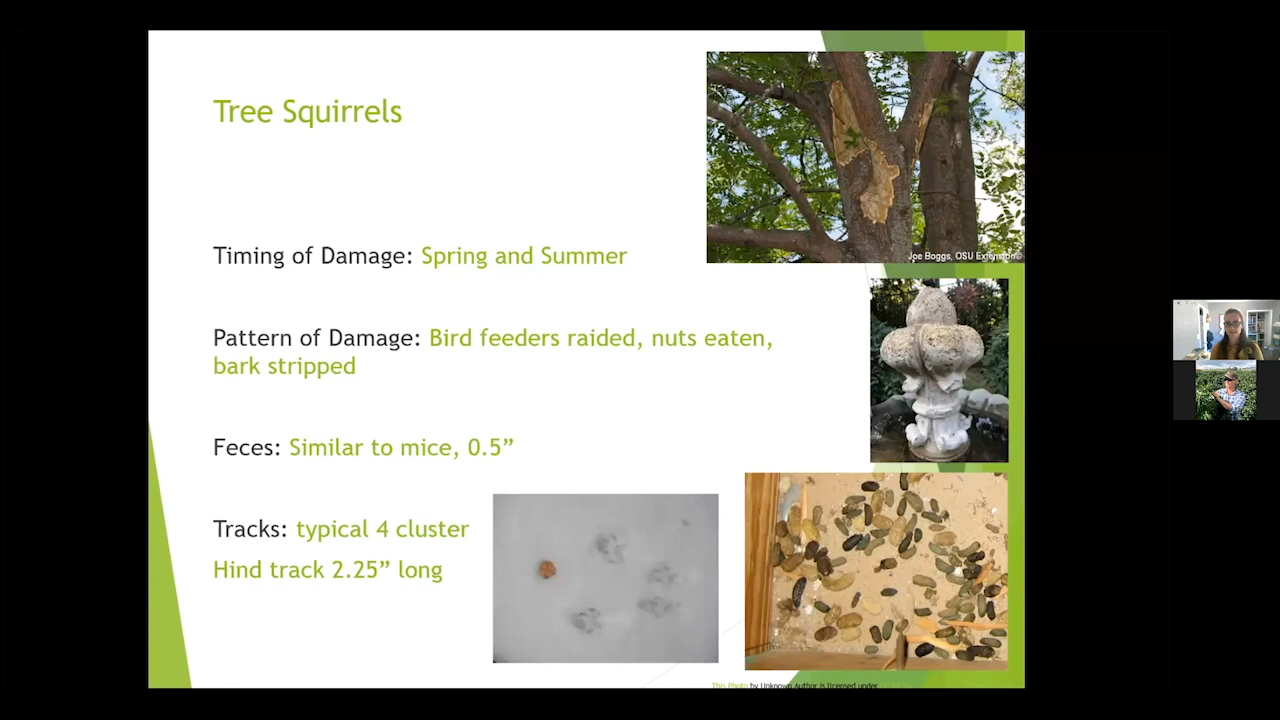 Tree Squirrels
Joe Boggs, OSU Extension©
Timing of Damage: Spring and Summer
Pattern of Damage: Bird feeders raided, nuts eaten,
bark stripped
Feces: Similar to mice, 0.5”
Tracks: typical 4 cluster
Hind track 2.25” long
This Photo by Unknown Author is licensed under